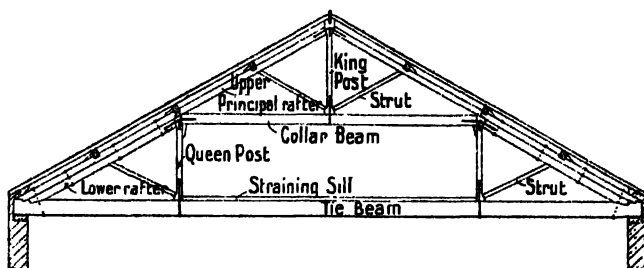 King
Post
Upper
Principal rafter
Strut
Collar Beam
Queen Post
Lower rafter
Straining Sill
Strut
Tie Beam